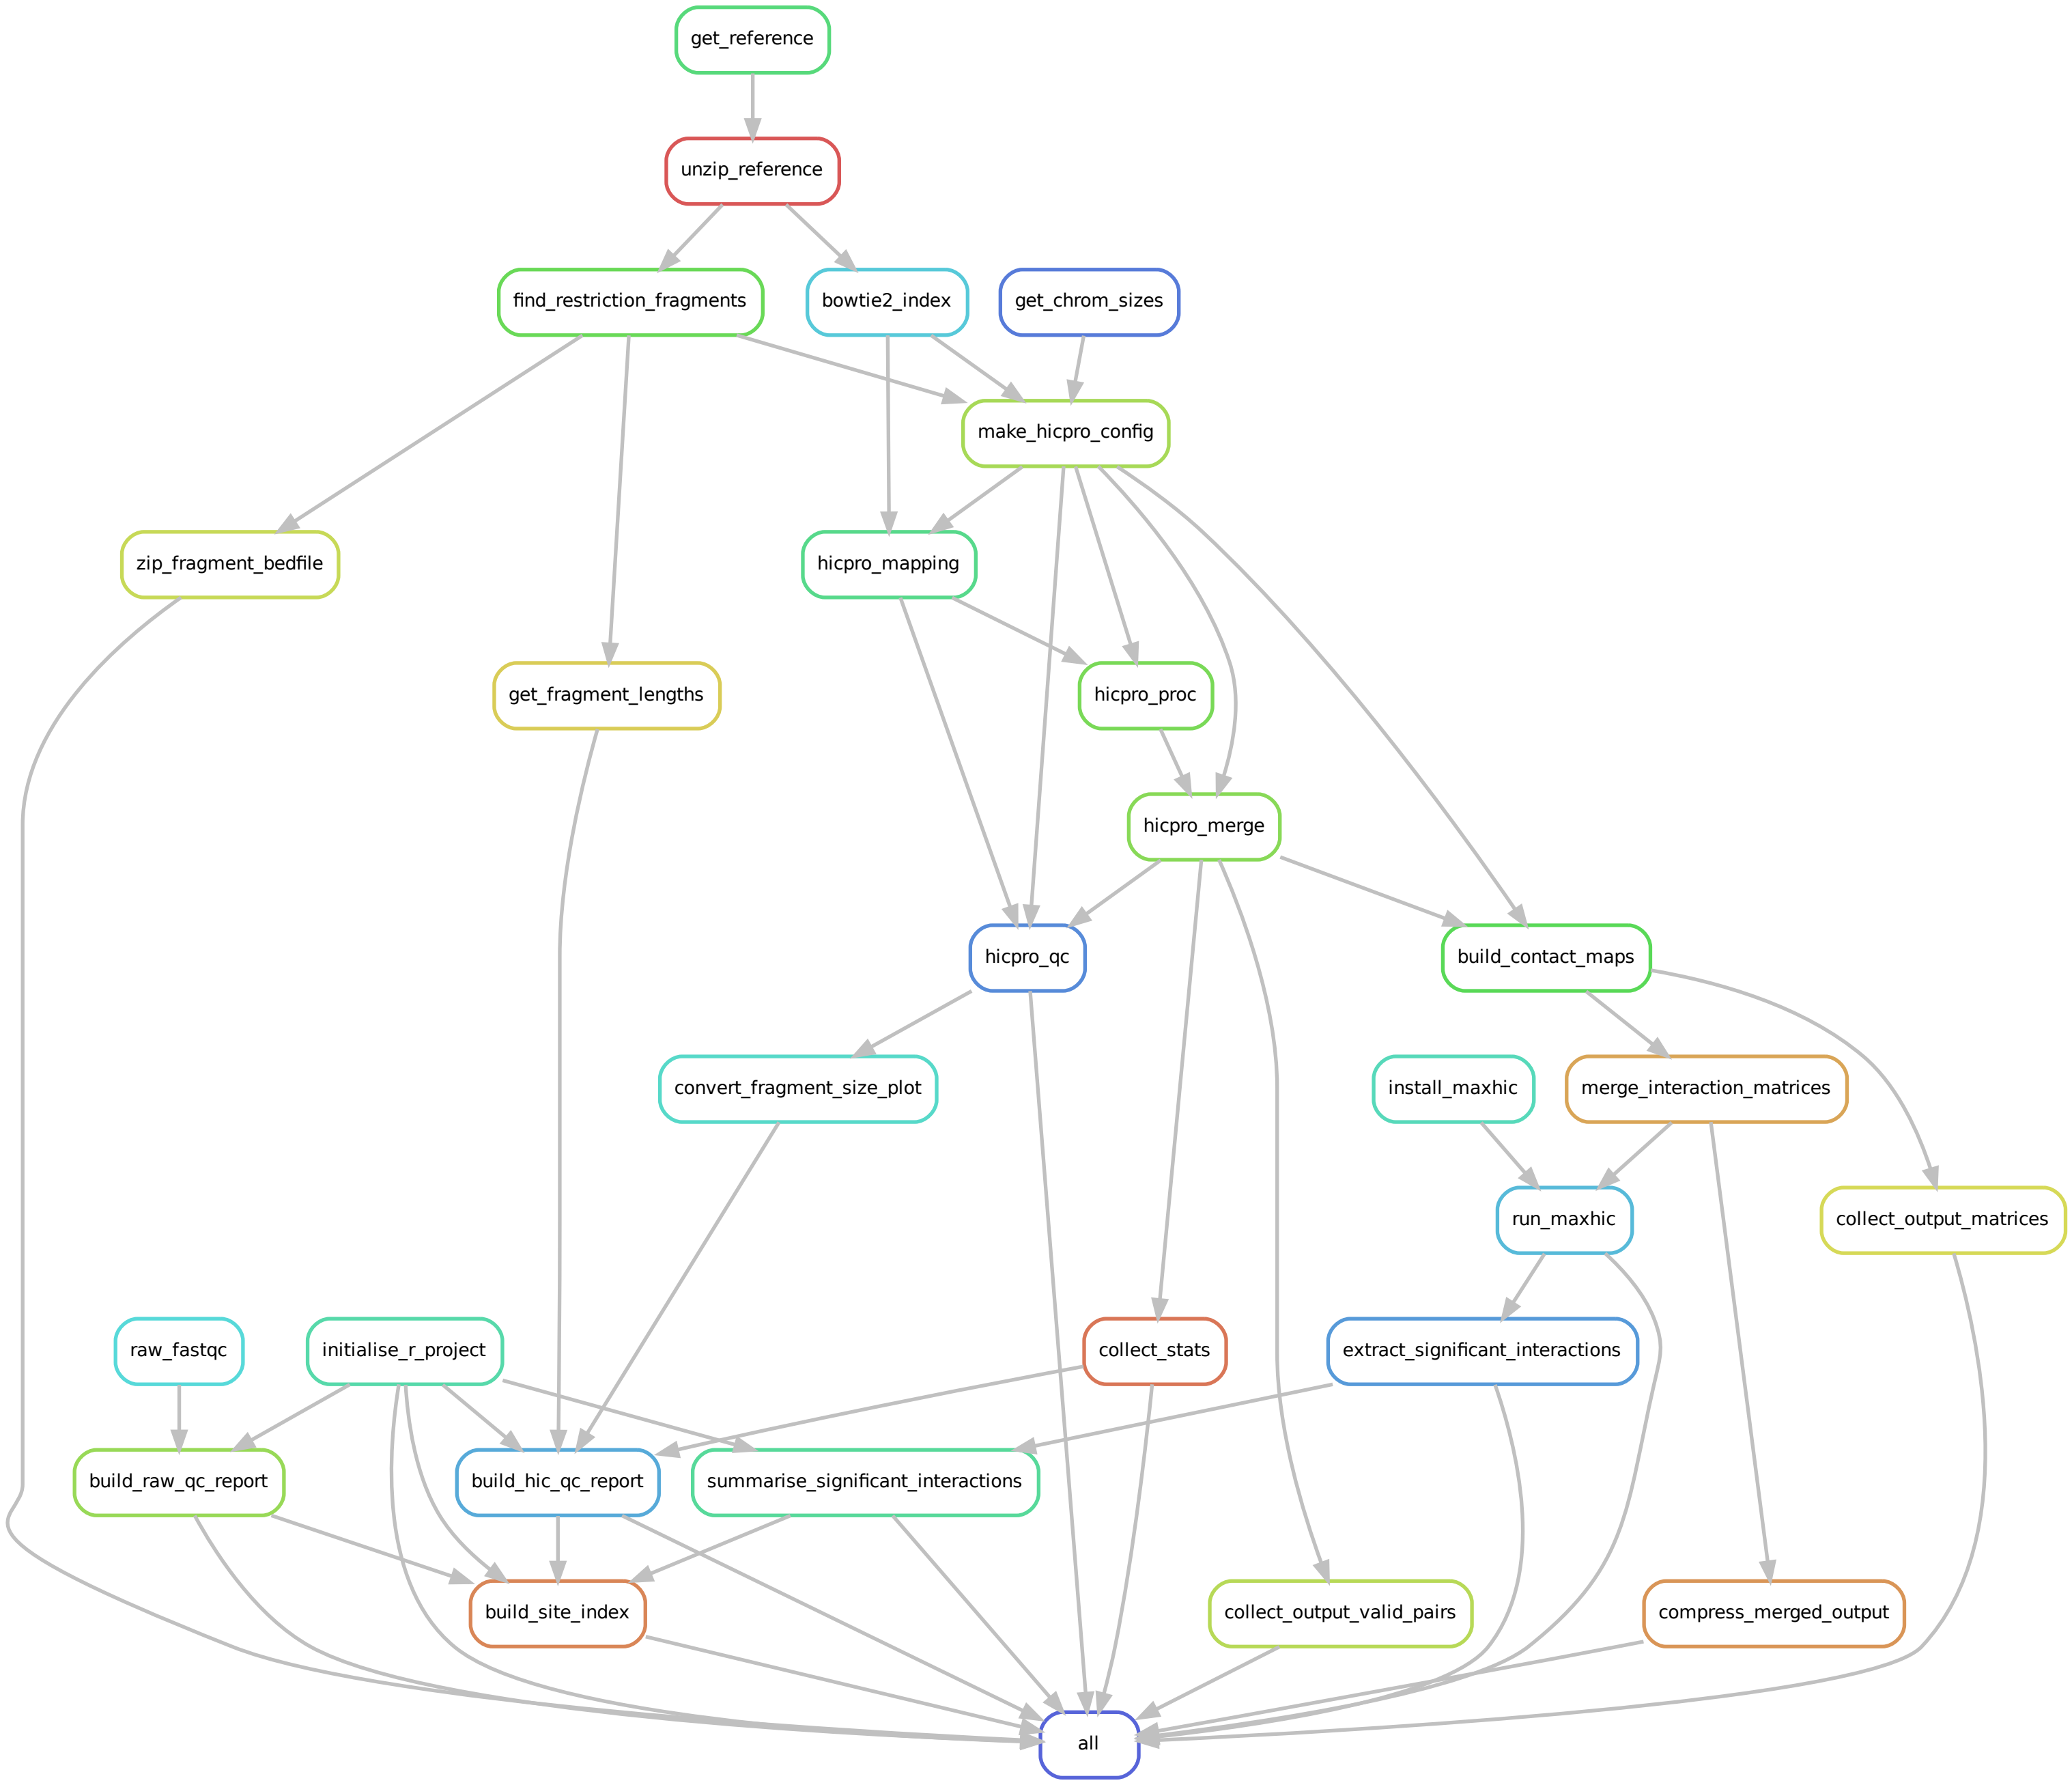 get_reference
unzip_reference
find_restriction_fragments
bowtie2_index
get_chrom_sizes
make_hicpro_config
zip_fragment_bedfile
hicpro_mapping
get_fragment_lengths
hicpro_proc
hicpro_merge
hicpro_qc
build_contact_maps
convert_fragment_size_plot
install_maxhic
merge_interaction_matrices
run_maxhic
collect_output_matrices
raw_fastqc
initialise_r_project
collect_stats
extract_significant_interactions
build_raw_qc_report
build_hic_qc_report
summarise_significant_interactions
build_site_index
collect_output_valid_pairs
compress_merged_output
all